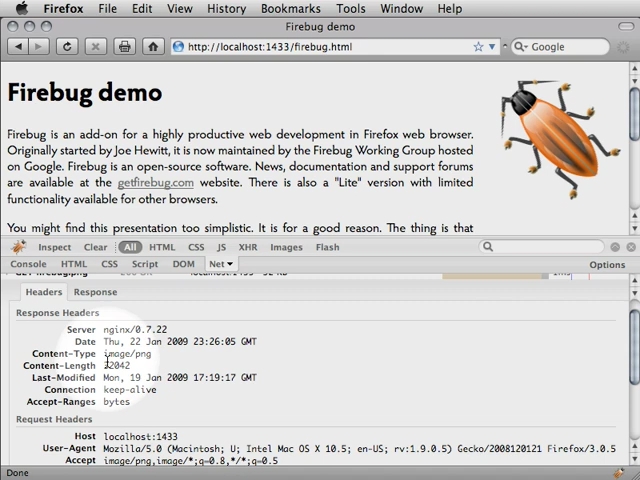 Firefox File Edit View History Bookmarks Tools Window Help
Firebug demo
http://localhost:1433/firebug.html Google
Firebug demo
Firebug is an add-on for a highly productive web development in Firefox web browser.
Originally started by Joe Hewitt, it is now maintained by the Firebug Working Group hosted
on Google. Firebug is open-source software. News, documentation and support forums
are available at the getfirebug.com website. There is also a "Lite" version with limited
functionality available for other browsers.
You might find this presentation too simplistic. It is for a good reason. The thing is that
Inspect Clear All HTML CSS JS XHR Images Flash
Console HTML CSS Script DOM Net Options
Headers Response
Response Headers
Server nginx/0.7.22
Date Thu, 22 Jan 2009 23:26:05 GMT
Content-Type image/png
Content-Length 32042
Last-Modified Mon, 19 Jan 2009 17:19:17 GMT
Connection keep-alive
Accept-Ranges bytes
Request Headers
Host localhost:1433
User-Agent Mozilla/5.0 (Macintosh; U; Intel Mac OS X 10.5; en-US; rv:1.9.0.5) Gecko/2008120121 Firefox/3.0.5
Accept image/png,image/*;q=0.8,*/*;q=0.5
Done